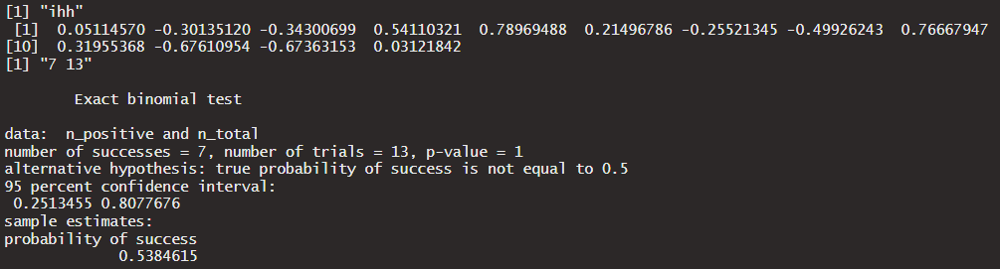 [1] "ihh"
[1]  0.05114570 -0.30135120 -0.34300699  0.54110321  0.78969488  0.21496786 -0.25521345 -0.49926243  0.76667947
[10]  0.31955368 -0.67610954 -0.67363153  0.03121842
[1] "7 13"
Exact binomial test
data:  n_positive and n_total
number of successes = 7, number of trials = 13, p-value = 1
alternative hypothesis: true probability of success is not equal to 0.5
95 percent confidence interval:
0.2513455 0.8077676
sample estimates:
probability of success
0.5384615